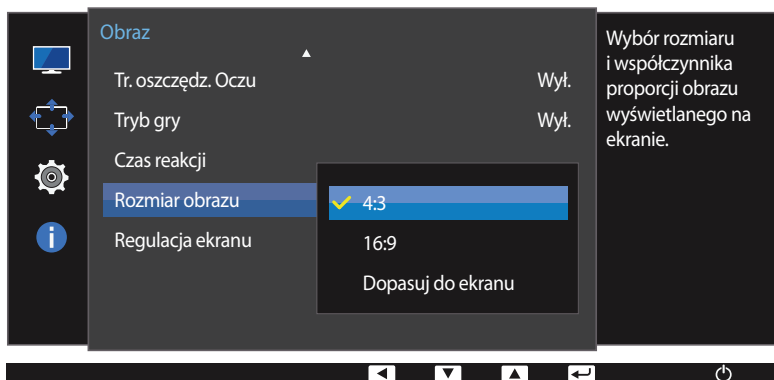 Obraz
Tr. oszczędz. Oczu Wył.
Tryb gry Wył.
Czas reakcji
Rozmiar obrazu
Regulacja ekranu
4:3
16:9
Dopasuj do ekranu
Wybór rozmiaru
i współczynnika
proporcji obrazu
wyświetlanego na
ekranie.